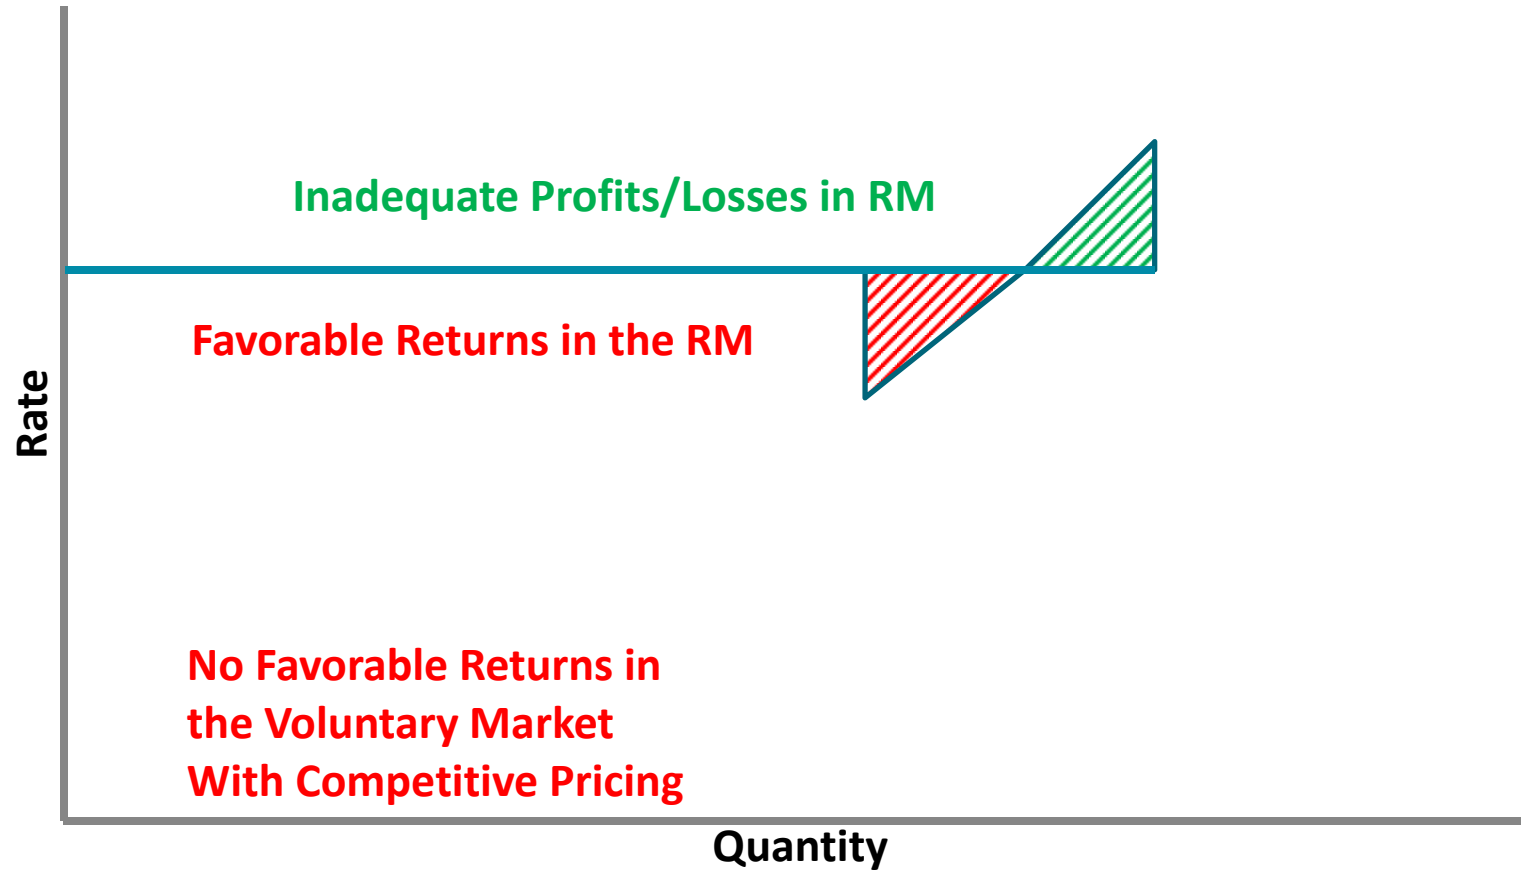 Inadequate Profits/Losses in RM
Favorable Returns in the RM
Rate
No Favorable Returns in
the Voluntary Market
With Competitive Pricing
Quantity